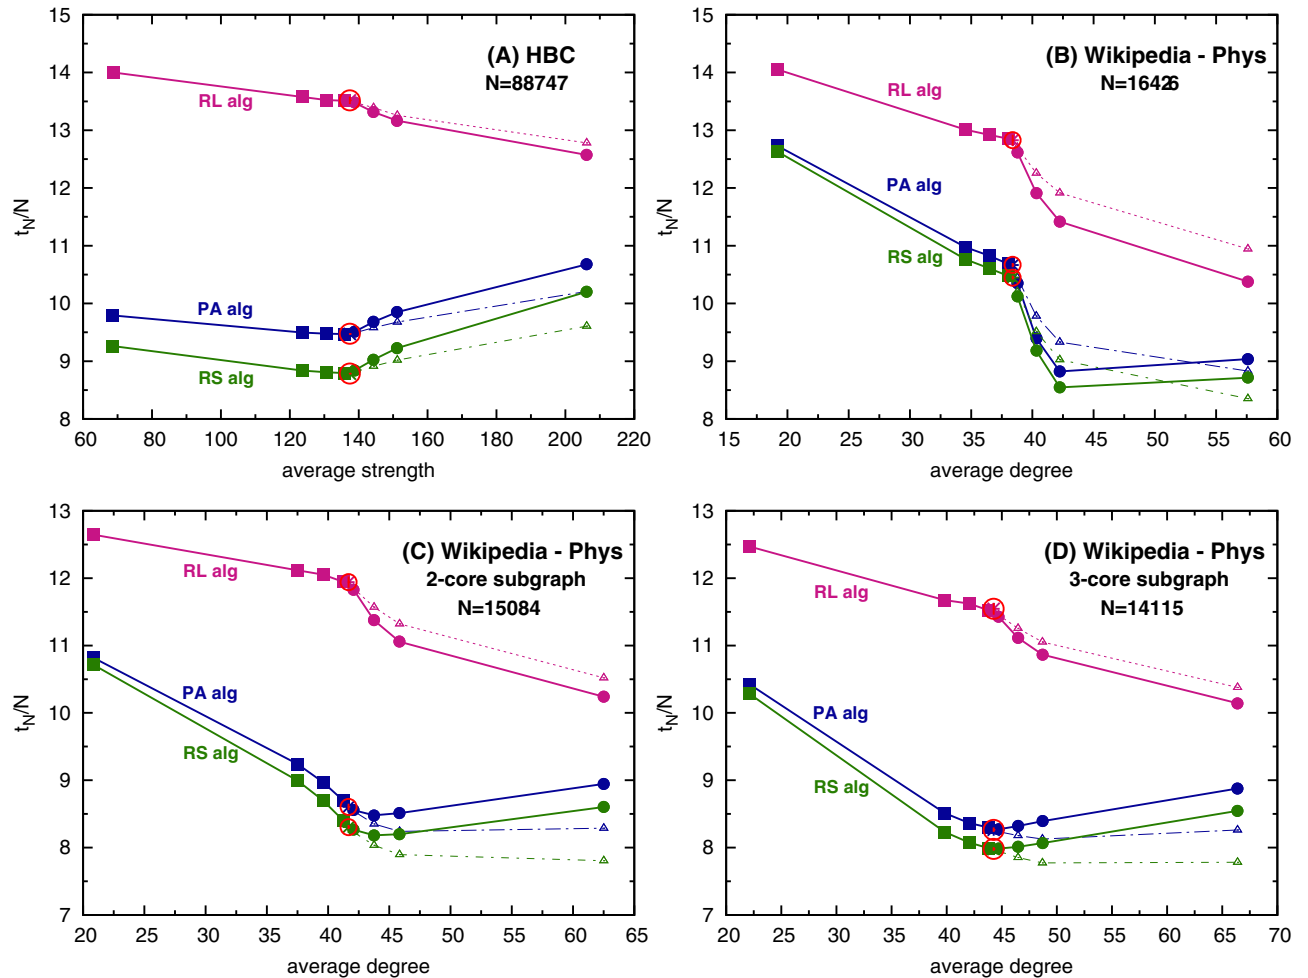 (A) HBC
N=88747
RL alg
PA alg
RS alg
t_N/N
15
14
13
12
11
10
9
8
60 80 100 120 140 160 180 200 220
average strength
(B) Wikipedia - Phys
N=16426
RL alg
PA alg
RS alg
t_N/N
15
14
13
12
11
10
9
8
15 20 25 30 35 40 45 50 55 60
average degree
(C) Wikipedia - Phys
2-core subgraph
N=15084
RL alg
PA alg
RS alg
t_N/N
13
12
11
10
9
8
7
20 25 30 35 40 45 50 55 60 65
average degree
(D) Wikipedia - Phys
3-core subgraph
N=14115
RL alg
PA alg
RS alg
t_N/N
13
12
11
10
9
8
7
20 25 30 35 40 45 50 55 60 65 70
average degree